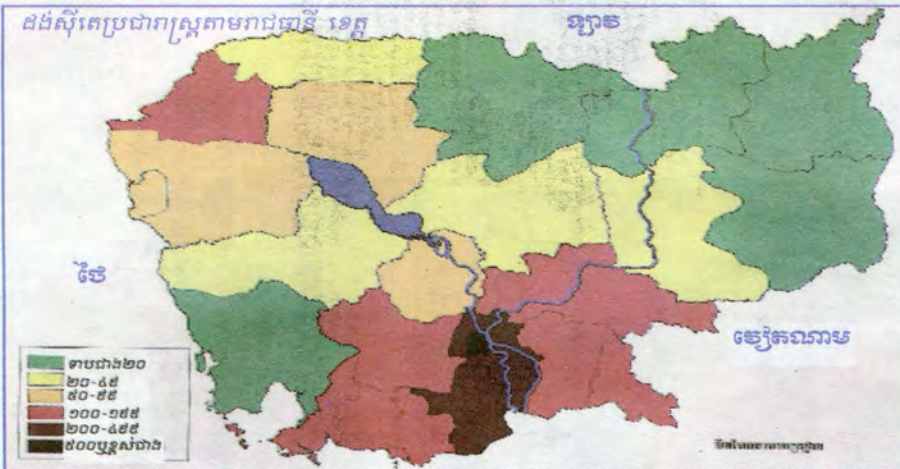 ដង់ស៊ីតេប្រជារាស្ត្រតាមរាជធានី ខេត្ត
ឡាវ
ថៃ
វៀតណាម
ទាបជាង២០
២០-៤៩
៥០-៩៩
១០០-១៩៩
២០០-៤៩៩
៥០០ឬខ្ពស់ជាង